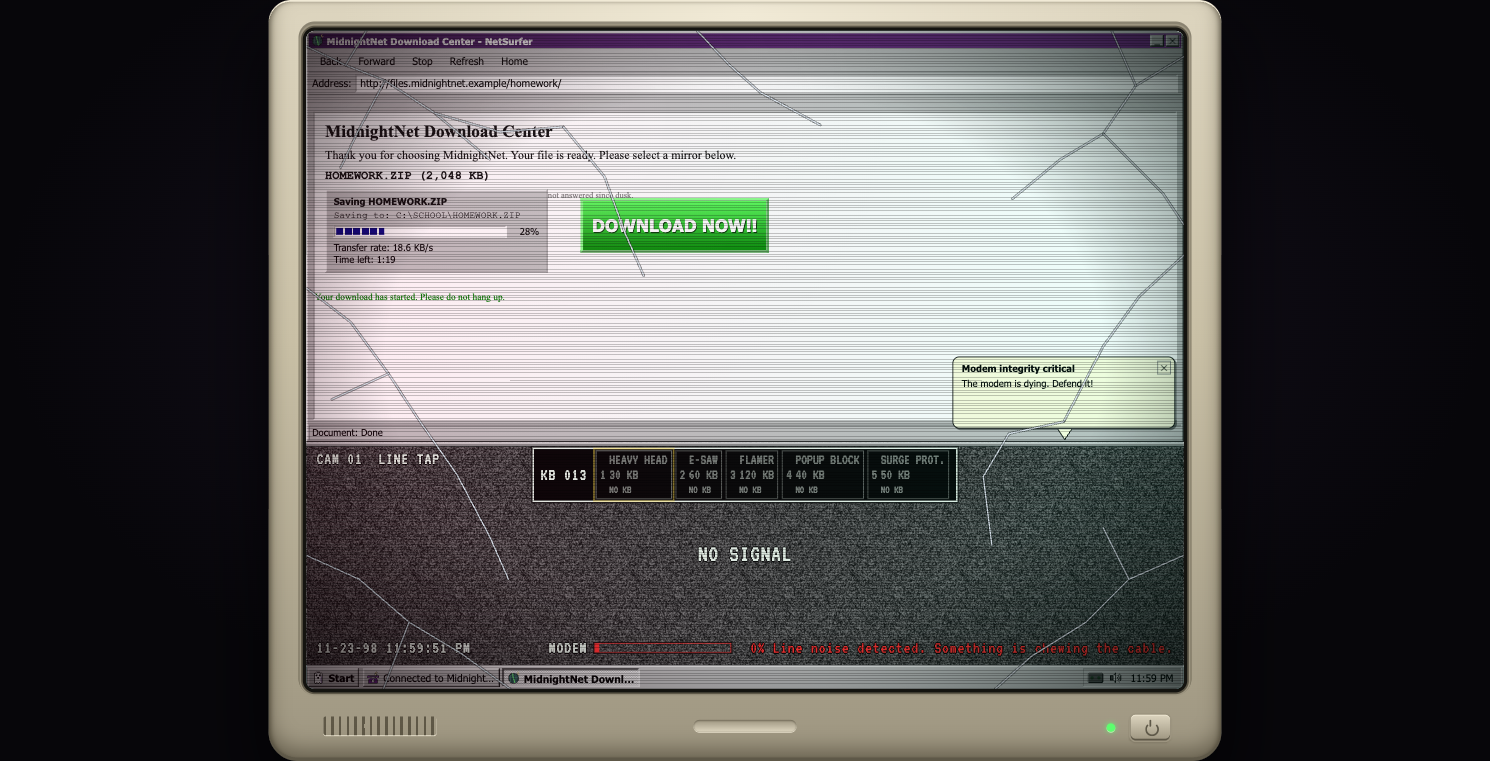 MidnightNet Download Center - NetSurfer
Back Forward Stop Refresh Home
Address: http://files.midnightnet.example/homework/
MidnightNet Download Center
Thank you for choosing MidnightNet. Your file is ready. Please select a mirror below.
HOMEWORK.ZIP (2,048 KB)
not answered since dusk.
Saving HOMEWORK.ZIP
Saving to: C:\SCHOOL\HOMEWORK.ZIP
28%
Transfer rate: 18.6 KB/s
Time left: 1:19
DOWNLOAD NOW!!
Your download has started. Please do not hang up.
Modem integrity critical
The modem is dying. Defend it!
Document: Done
CAM 01 LINE TAP
KB 013
HEAVY HEAD
1 30 KB
NO KB
E-SAW
2 60 KB
NO KB
FLAMER
3 120 KB
NO KB
POPUP BLOCK
4 40 KB
NO KB
SURGE PROT.
5 50 KB
NO KB
NO SIGNAL
11-23-98 11:59:51 PM
MODEM
0% Line noise detected. Something is chewing the cable.
Start
Connected to Midnight...
MidnightNet Downl...
11:59 PM